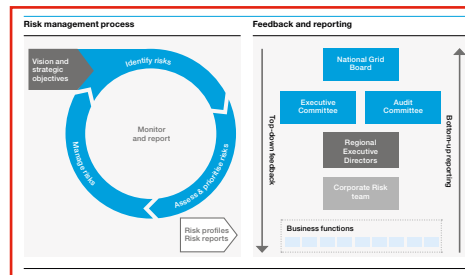 Risk management process
Vision and
strategic
objectives
Identify risks
Monitor
and report
Manage risks
Assess & prioritise risks
Risk profiles
Risk reports
Feedback and reporting
Top-down feedback
National Grid
Board
Executive
Committee
Audit
Committee
Regional
Executive
Directors
Corporate Risk
team
Business functions
Bottom-up reporting